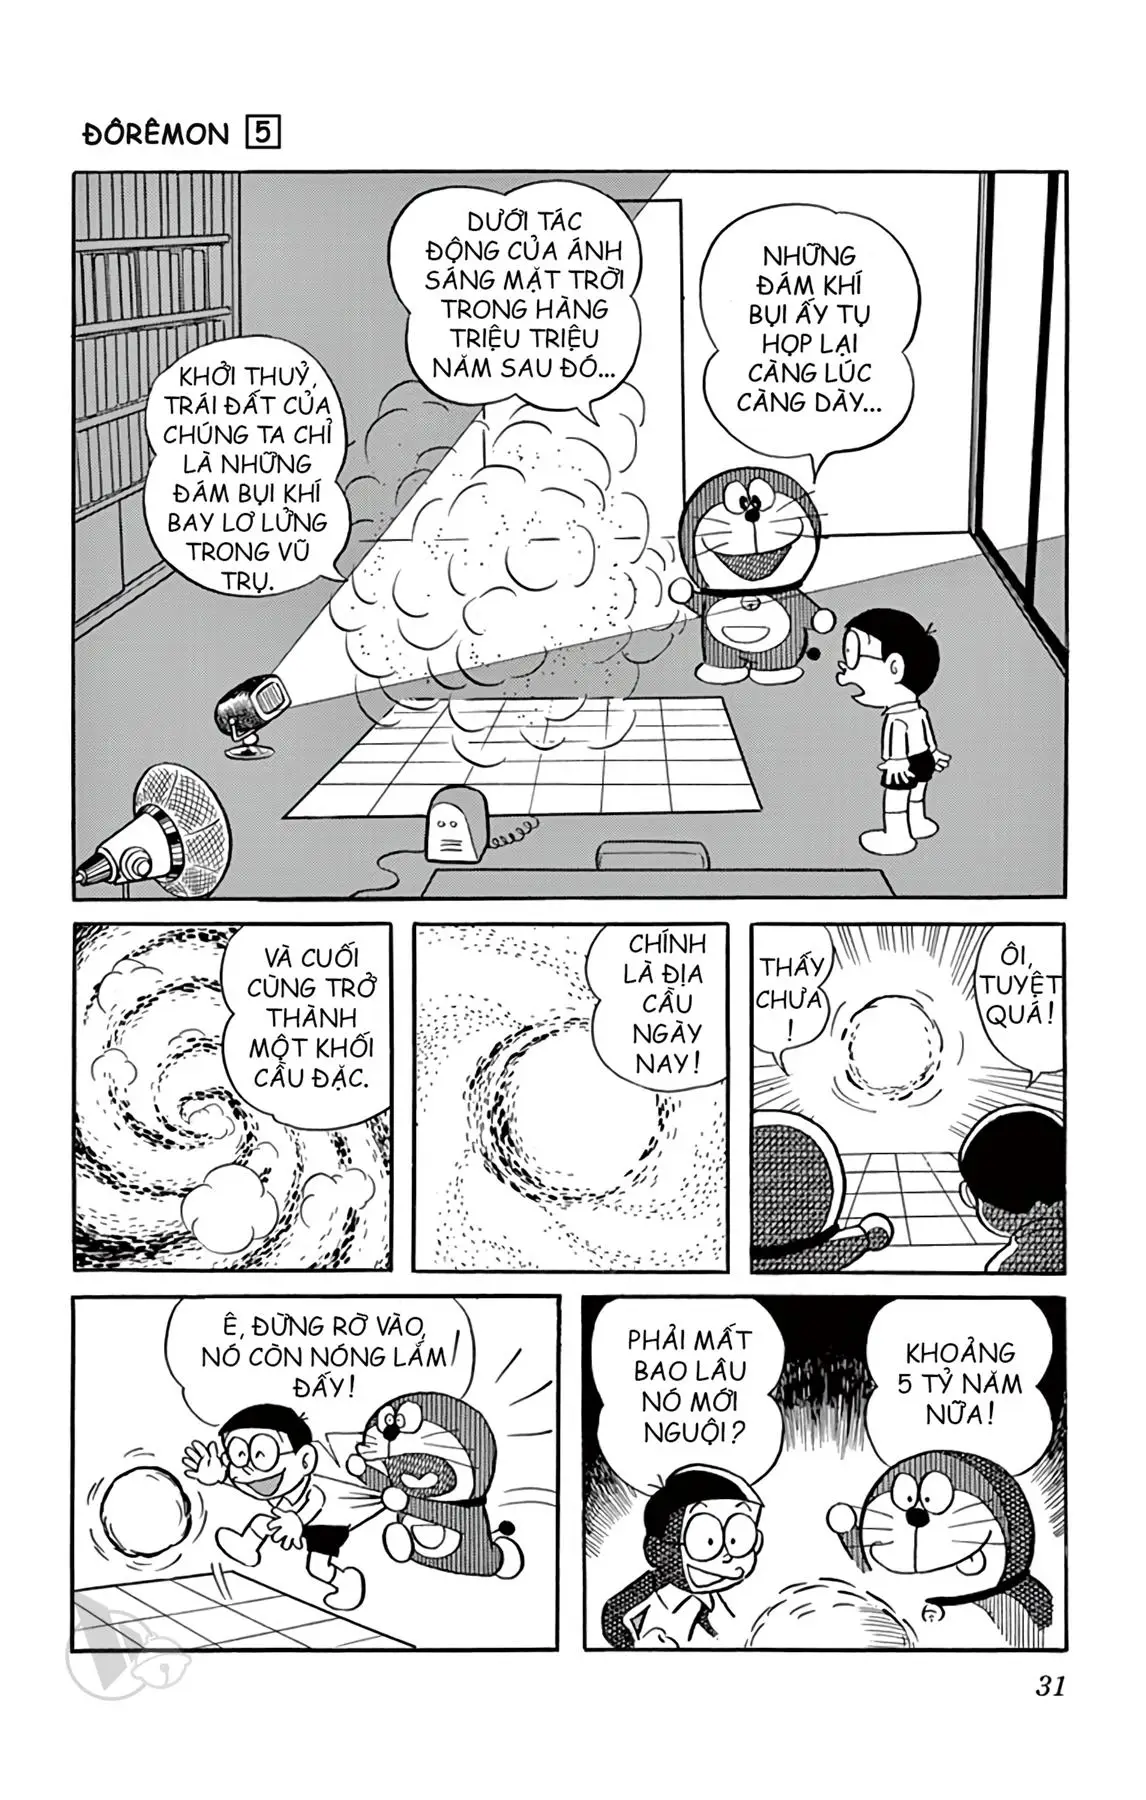 ĐÔRÊMON 5
KHỞI THUỶ,
TRÁI ĐẤT CỦA
CHÚNG TA CHỈ
LÀ NHỮNG
ĐÁM BỤI KHÍ
BAY LƠ LỬNG
TRONG VŨ
TRỤ.
DƯỚI TÁC
ĐỘNG CỦA ÁNH
SÁNG MẶT TRỜI
TRONG HÀNG
TRIỆU TRIỆU
NĂM SAU ĐÓ...
NHỮNG
ĐÁM KHÍ
BỤI ẤY TỤ
HỌP LẠI
CÀNG LÚC
CÀNG DÀY...
VÀ CUỐI
CÙNG TRỞ
THÀNH
MỘT KHỐI
CẦU ĐẶC.
CHÍNH
LÀ ĐỊA
CẦU
NGÀY
NAY!
THẤY
CHƯA
!
ÔI,
TUYỆT
QUÁ!
Ê, ĐỪNG RỜ VÀO,
NÓ CÒN NÓNG LẮM
ĐẤY!
PHẢI MẤT
BAO LÂU
NÓ MỚI
NGUỘI?
KHOẢNG
5 TỶ NĂM
NỮA!
31